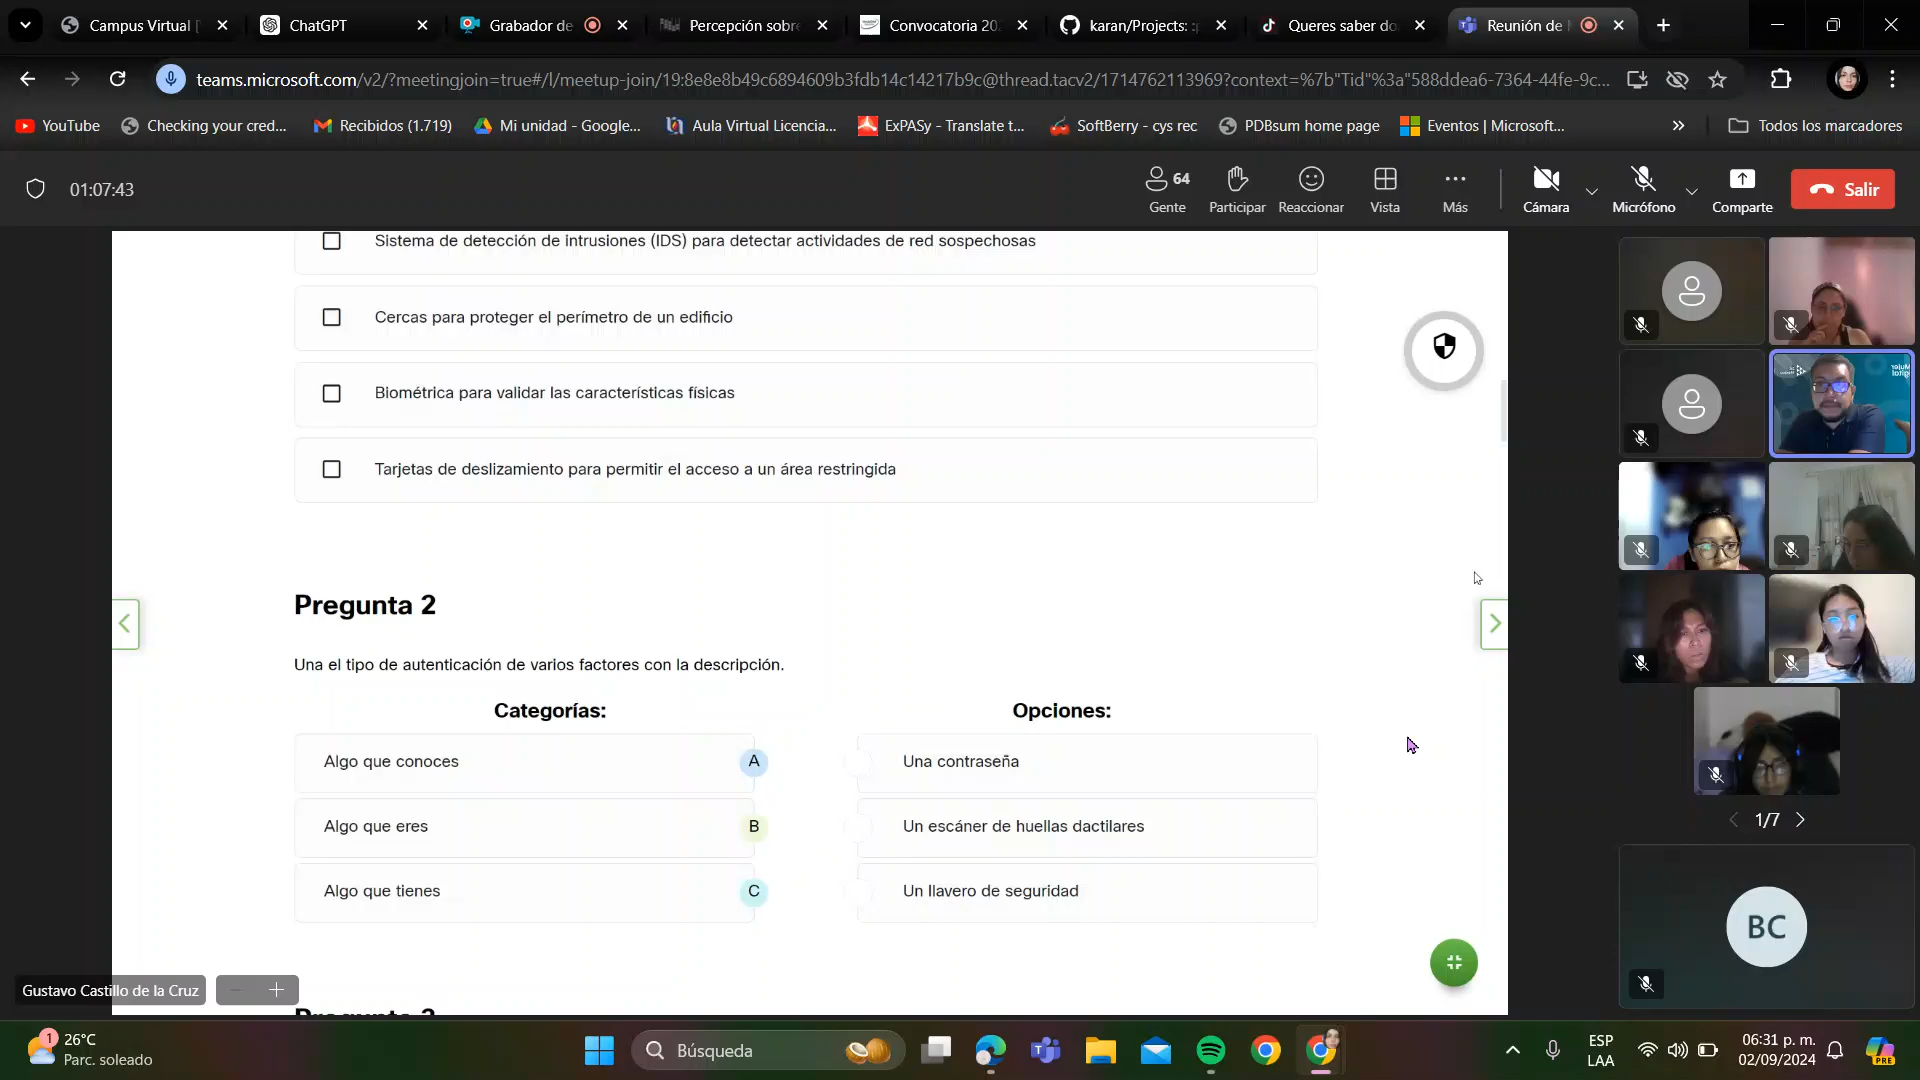 Campus Virtual [
ChatGPT
Grabador de
Percepción sobre
Convocatoria 20
karan/Projects: :p
Queres saber do
Reunión de M
teams.microsoft.com/v2/?meetingjoin=true#/l/meetup-join/19:8e8e8b49c6894609b3fdb14c14217b9c@thread.tacv2/1714762113969?context=%7b"Tid"%3a"588ddea6-7364-44fe-9c...
YouTube
Checking your cred...
Recibidos (1.719)
Mi unidad - Google...
Aula Virtual Licencia...
ExPASy - Translate t...
SoftBerry - cys rec
PDBsum home page
Eventos | Microsoft...
»
Todos los marcadores
01:07:43
64
Gente
Participar
Reaccionar
Vista
Más
Cámara
Micrófono
Comparte
Salir
Sistema de detección de intrusiones (IDS) para detectar actividades de red sospechosas
Cercas para proteger el perímetro de un edificio
Biométrica para validar las características físicas
Tarjetas de deslizamiento para permitir el acceso a un área restringida
Pregunta 2
Una el tipo de autenticación de varios factores con la descripción.
Categorías:
Opciones:
Algo que conoces
A
Una contraseña
Algo que eres
B
Un escáner de huellas dactilares
Algo que tienes
C
Un llavero de seguridad
Pregunta 3
Gustavo Castillo de la Cruz
1/7
BC
1
26°C
Parc. soleado
Búsqueda
ESP
LAA
06:31 p. m.
02/09/2024
PRE